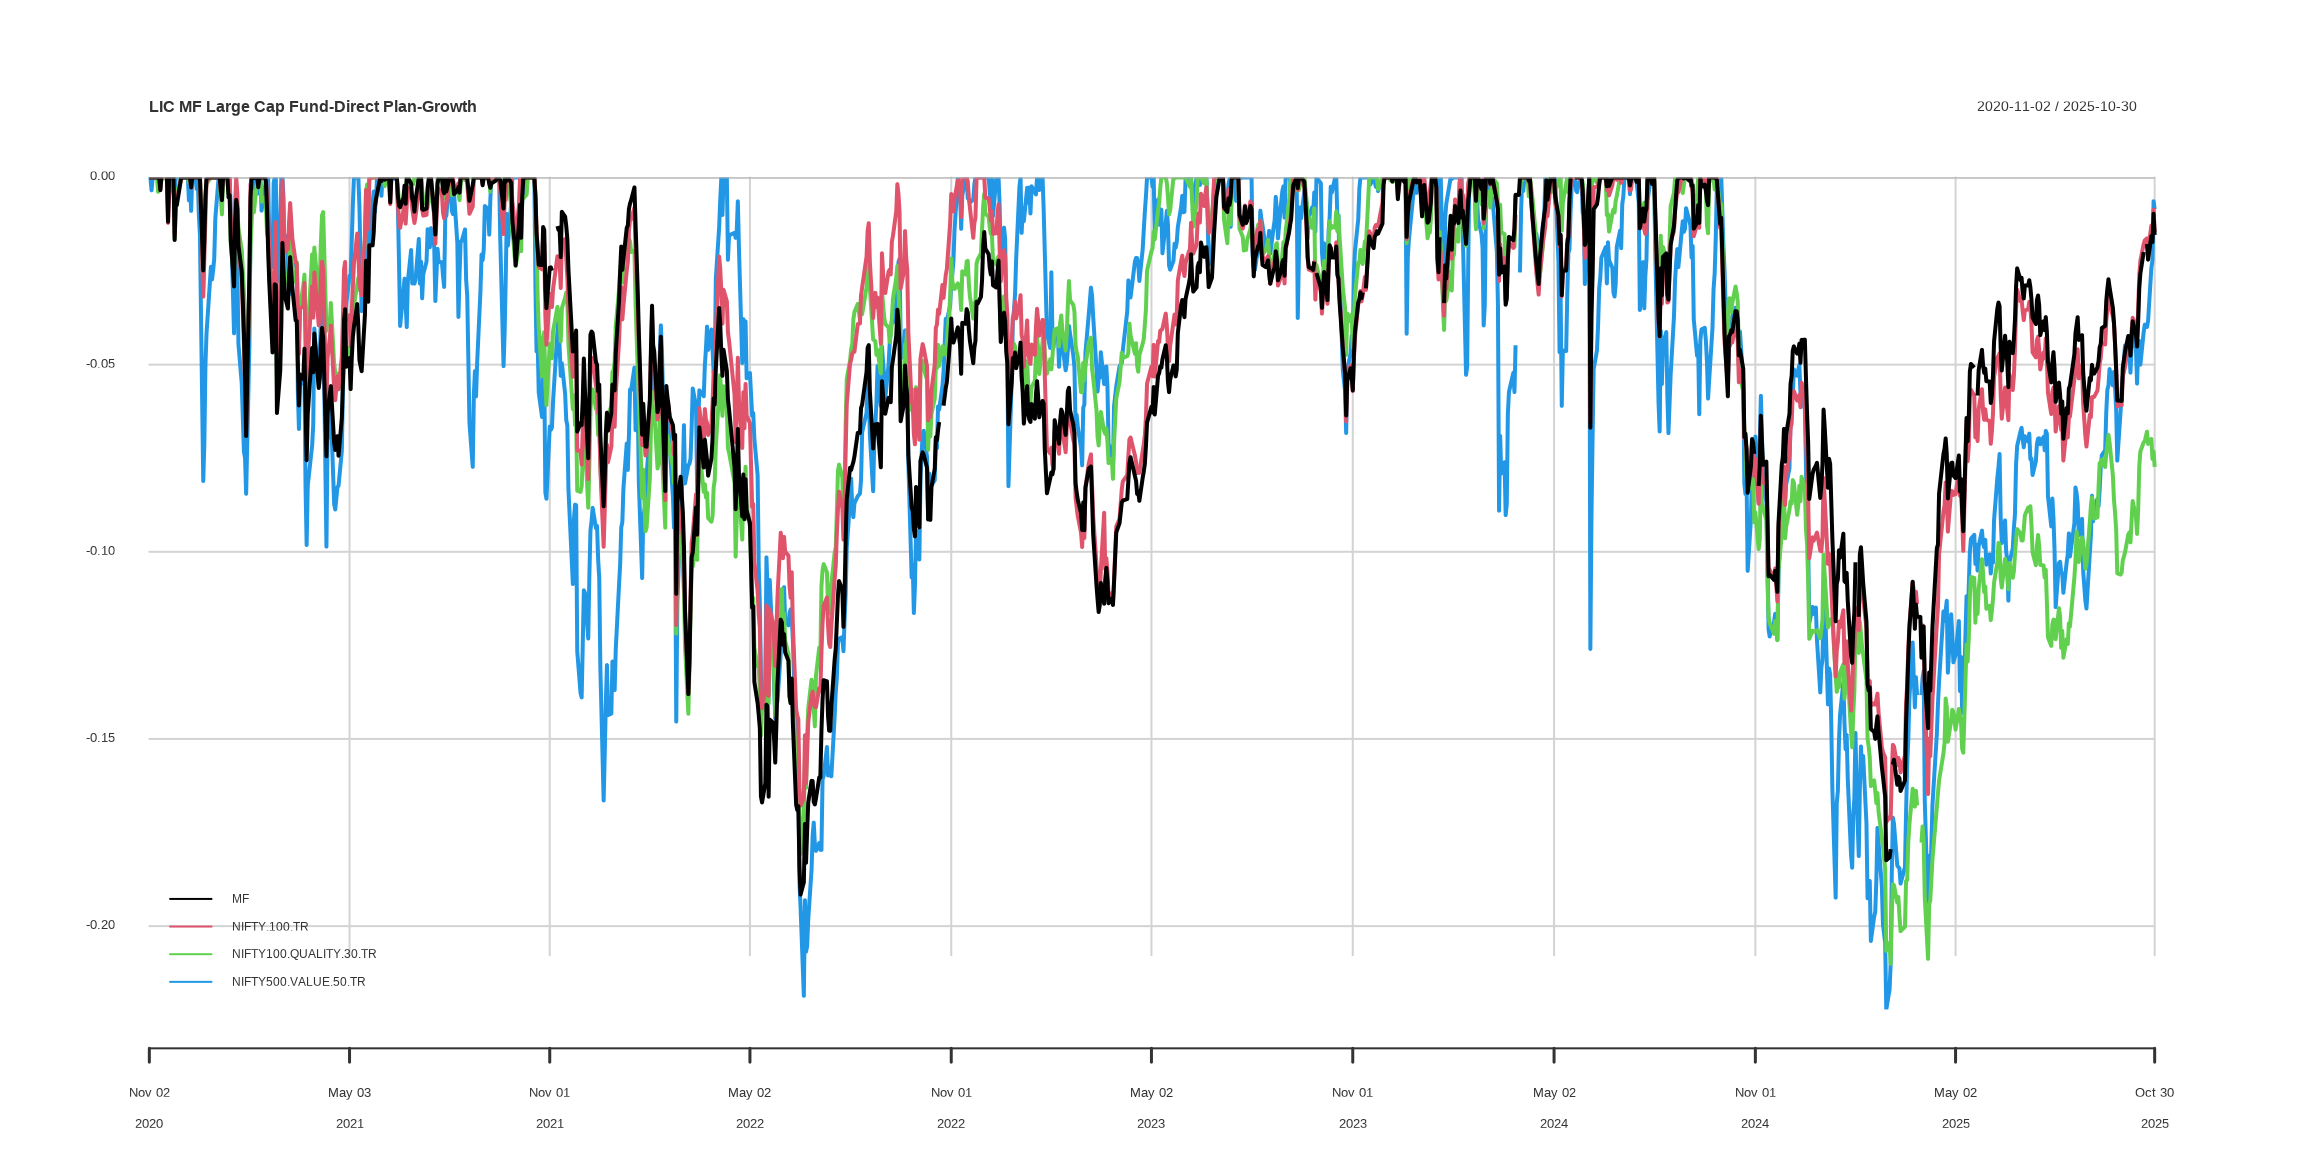 LIC MF Large Cap Fund-Direct Plan-Growth
2020-11-02 / 2025-10-30
0.00
-0.05
-0.10
-0.15
-0.20
MF
NIFTY.100.TR
NIFTY100.QUALITY.30.TR
NIFTY500.VALUE.50.TR
Nov 02 May 03 Nov 01 May 02 Nov 01 May 02 Nov 01 May 02 Nov 01 May 02 Oct 30
2020 2021 2021 2022 2022 2023 2023 2024 2024 2025 2025